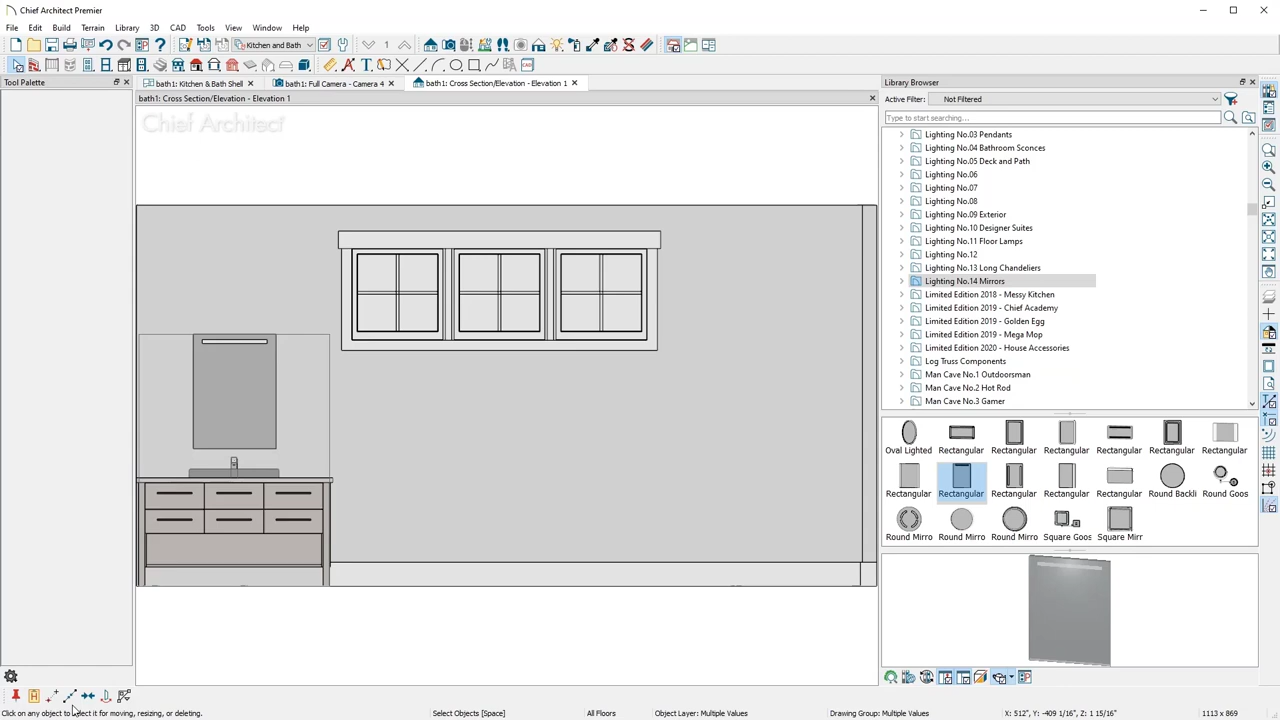 Chief Architect Premier
File Edit Build Terrain Library 3D CAD Tools View Window Help
Kitchen and Bath
1
Tool Palette
bath1: Kitchen & Bath Shell
bath1: Full Camera - Camera 4
bath1: Cross Section/Elevation - Elevation 1
bath1: Cross Section/Elevation - Elevation 1
Chief Architect
Library Browser
Active Filter: Not Filtered
Type to start searching...
Lighting No.03 Pendants
Lighting No.04 Bathroom Sconces
Lighting No.05 Deck and Path
Lighting No.06
Lighting No.07
Lighting No.08
Lighting No.09 Exterior
Lighting No.10 Designer Suites
Lighting No.11 Floor Lamps
Lighting No.12
Lighting No.13 Long Chandeliers
Lighting No.14 Mirrors
Limited Edition 2018 - Messy Kitchen
Limited Edition 2019 - Chief Academy
Limited Edition 2019 - Golden Egg
Limited Edition 2019 - Mega Mop
Limited Edition 2020 - House Accessories
Log Truss Components
Man Cave No.1 Outdoorsman
Man Cave No.2 Hot Rod
Man Cave No.3 Gamer
Oval Lighted Rectangular Rectangular Rectangular Rectangular Rectangular Rectangular
Rectangular Rectangular Rectangular Rectangular Rectangular Round Backli Round Goos
Round Mirro Round Mirro Round Mirro Square Goos Square Mirr
Click on any object to select it for moving, resizing, or deleting.
Select Objects [Space]
All Floors
Object Layer: Multiple Values
Drawing Group: Multiple Values
X: 512", Y: -409 1/16", Z: 1 15/16"
1113 x 869